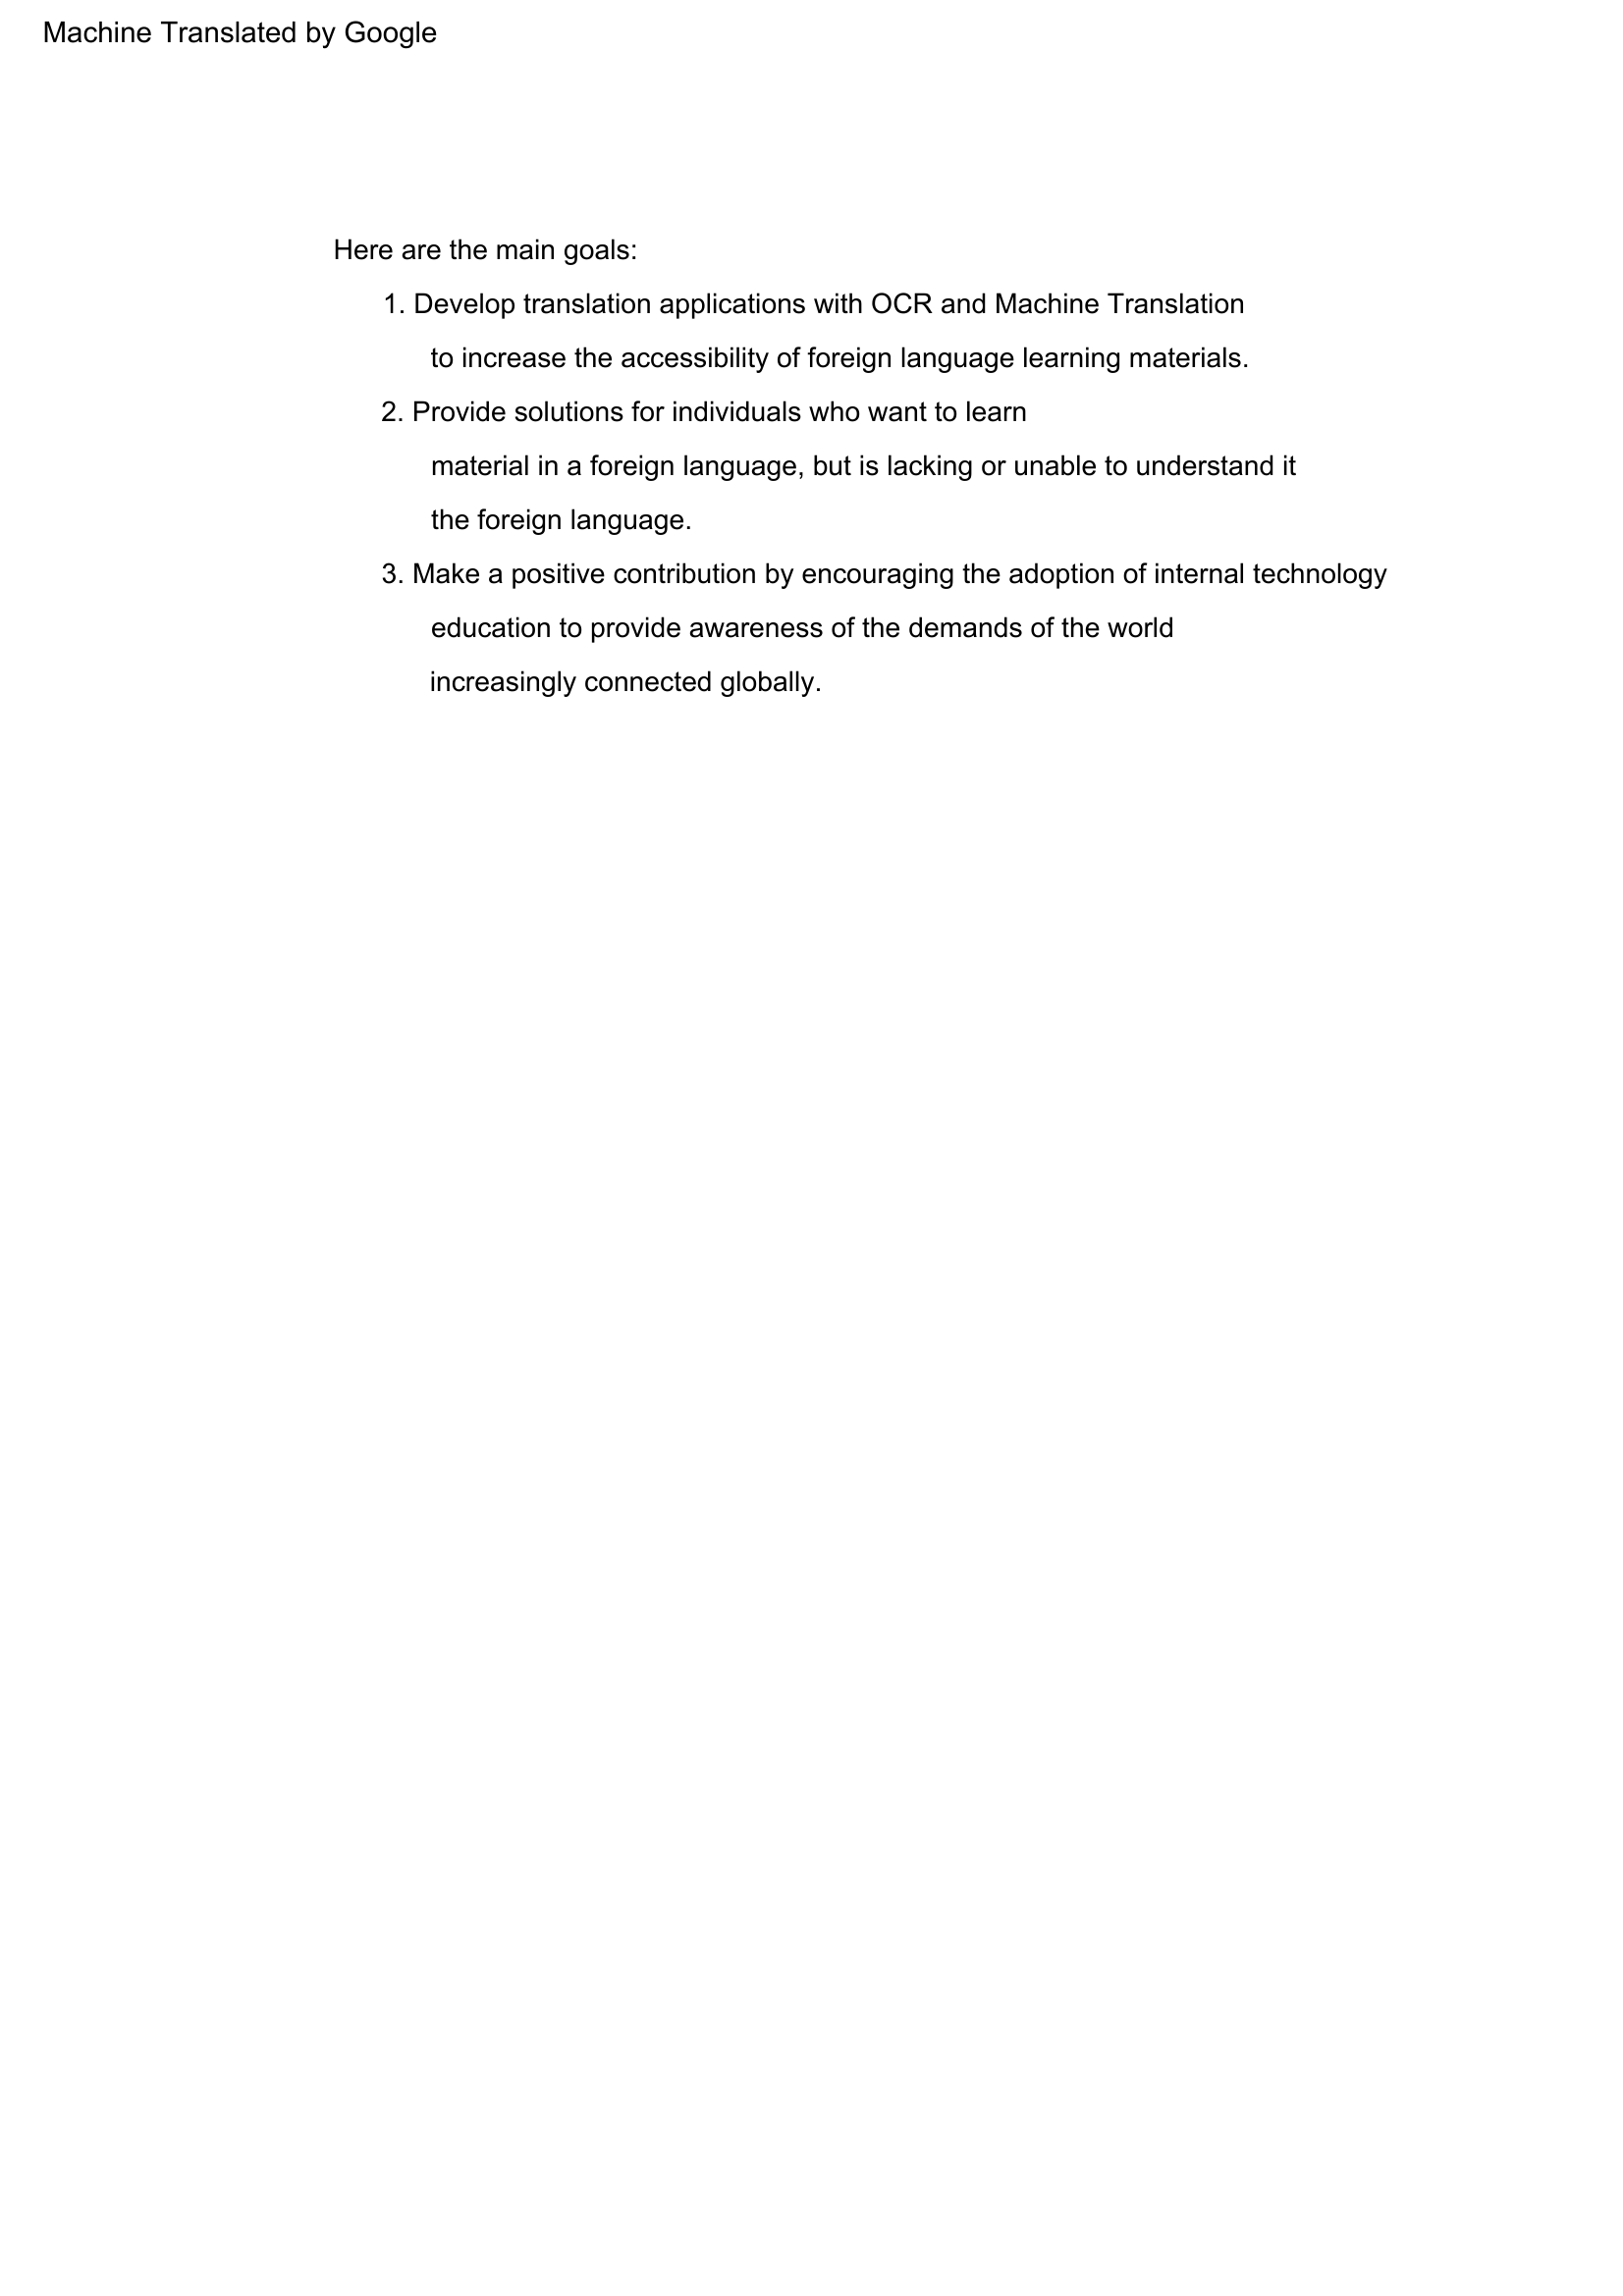 Machine Translated by Google
Here are the main goals:
1. Develop translation applications with OCR and Machine Translation
to increase the accessibility of foreign language learning materials.
2. Provide solutions for individuals who want to learn
material in a foreign language, but is lacking or unable to understand it
the foreign language.
3. Make a positive contribution by encouraging the adoption of internal technology
education to provide awareness of the demands of the world
increasingly connected globally.